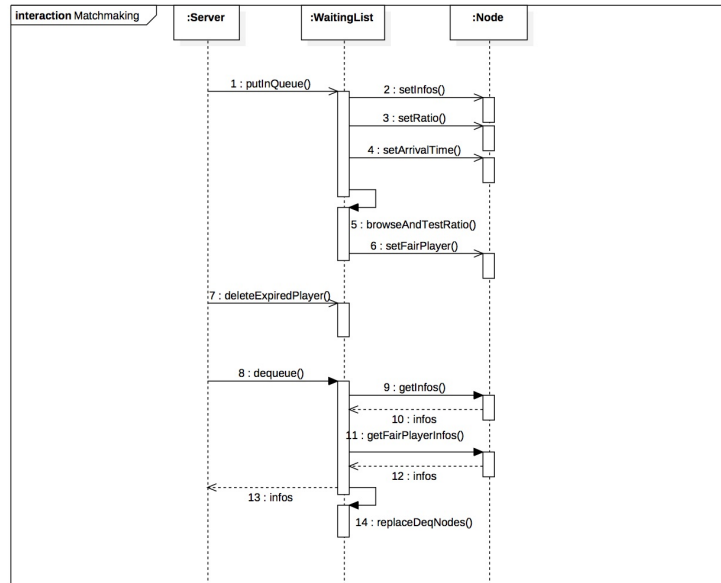 interaction Matchmaking
:Server
:WaitingList
:Node
1 : putInQueue()
2 : setInfos()
3 : setRatio()
4 : setArrivalTime()
5 : browseAndTestRatio()
6 : setFairPlayer()
7 : deleteExpiredPlayer()
8 : dequeue()
9 : getInfos()
10 : infos
11 : getFairPlayerInfos()
12 : infos
13 : infos
14 : replaceDeqNodes()